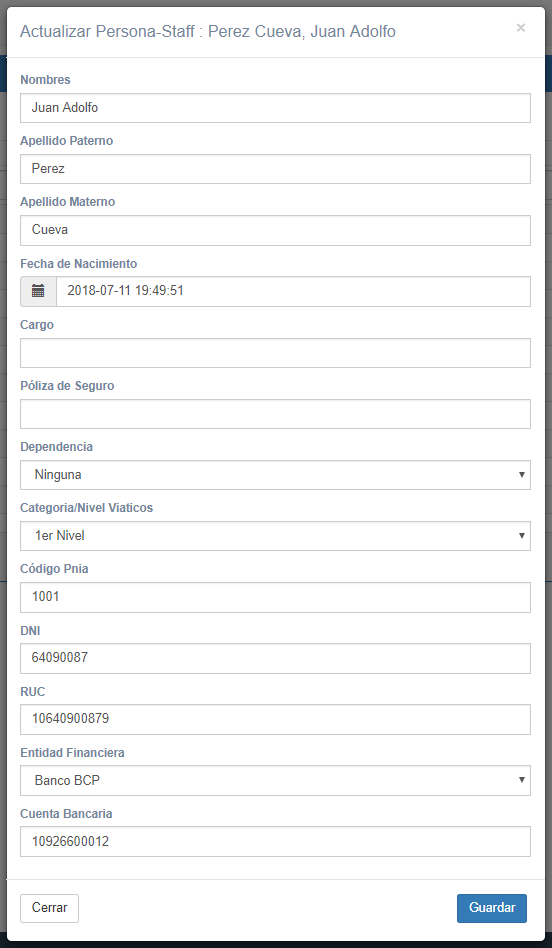 Actualizar Persona-Staff : Perez Cueva, Juan Adolfo ×
Nombres
Juan Adolfo
Apellido Paterno
Perez
Apellido Materno
Cueva
Fecha de Nacimiento
2018-07-11 19:49:51
Cargo
Póliza de Seguro
Dependencia
Ninguna
Categoria/Nivel Viaticos
1er Nivel
Código Pnia
1001
DNI
64090087
RUC
10640900879
Entidad Financiera
Banco BCP
Cuenta Bancaria
10926600012
Cerrar Guardar